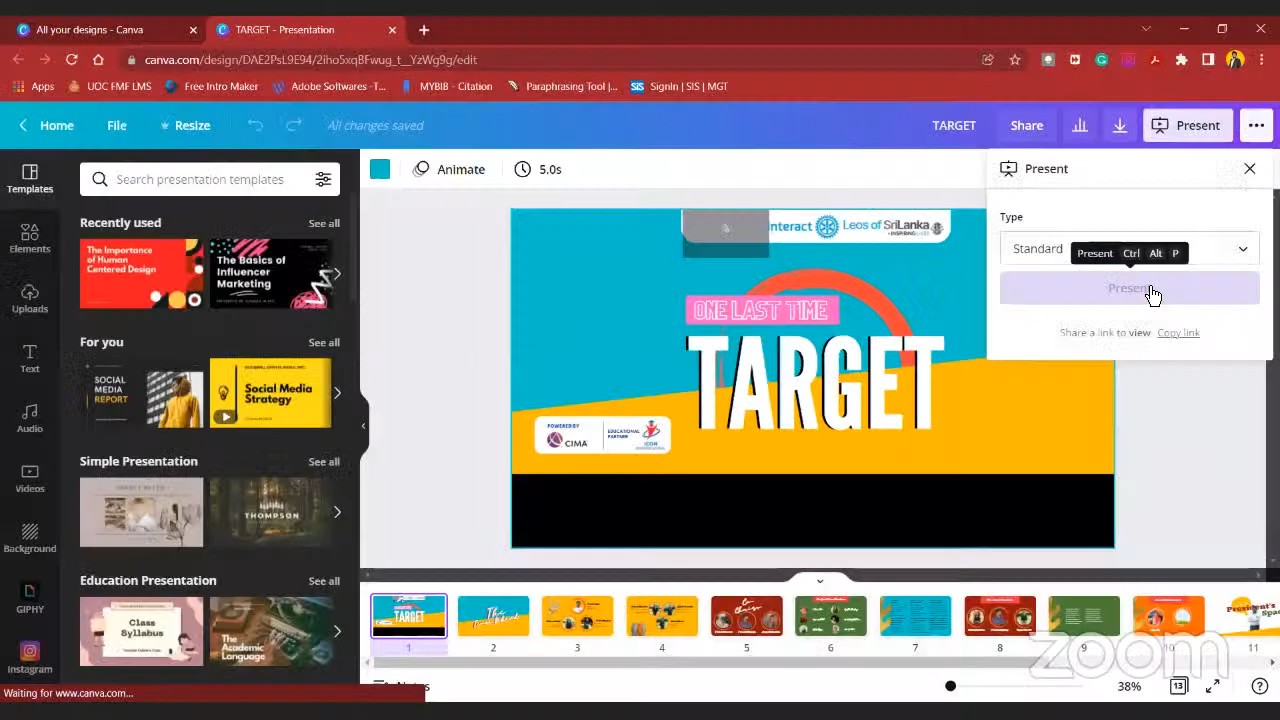 All your designs - Canva
TARGET - Presentation
canva.com/design/DAE2PsL9E94/2iho5xqBFwug_t__YzWg9g/edit
Apps
UOC FMF LMS
Free Intro Maker
Adobe Softwares -T...
MYBIB - Citation
Paraphrasing Tool |...
SIS
SignIn | SIS | MGT
Home
File
Resize
All changes saved
TARGET
Share
Present
Templates
Elements
Uploads
Text
Audio
Videos
Background
GIPHY
Instagram
Search presentation templates
Recently used
See all
The Importance
of Human
Centered Design
The Basics of
Influencer
Marketing
For you
See all
SOCIAL
MEDIA
REPORT
Social Media
Strategy
Simple Presentation
See all
THOMPSON
Education Presentation
See all
Class
Syllabus
The
Academic
Language
Waiting for www.canva.com...
Animate
5.0s
Interact
Leos of SriLanka
ONE LAST TIME
TARGET
POWERED BY
CIMA
EDUCATIONAL
PARTNER
ICON
Present
Type
Standard
Present Ctrl Alt P
Present
Share a link to view Copy link
TARGET
1 2 3 4 5 6 7 8 9 10 11
Notes
38%
13
zoom